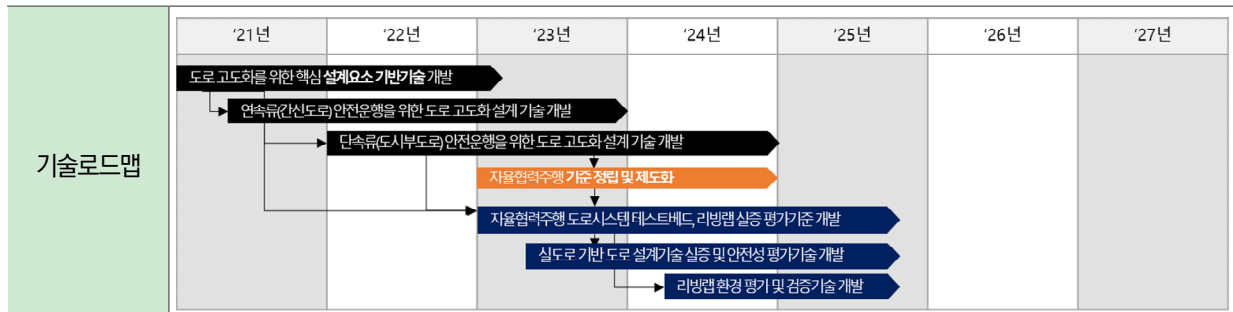 기술로드맵
‘21년 ‘22년 ‘23년 ‘24년 ‘25년 ‘26년 ‘27년
도로 고도화를 위한 핵심 설계요소 기반기술 개발
연속류(간선도로) 안전운행을 위한 도로 고도화 설계 기술 개발
단속류(도시부도로) 안전운행을 위한 도로 고도화 설계 기술 개발
자율협력주행 기준 정립 및 제도화
자율협력주행 도로시스템 테스트베드, 리빙랩 실증 평가기준 개발
실도로 기반 도로 설계기술 실증 및 안전성 평가기술 개발
리빙랩 환경 평가 및 검증기술 개발